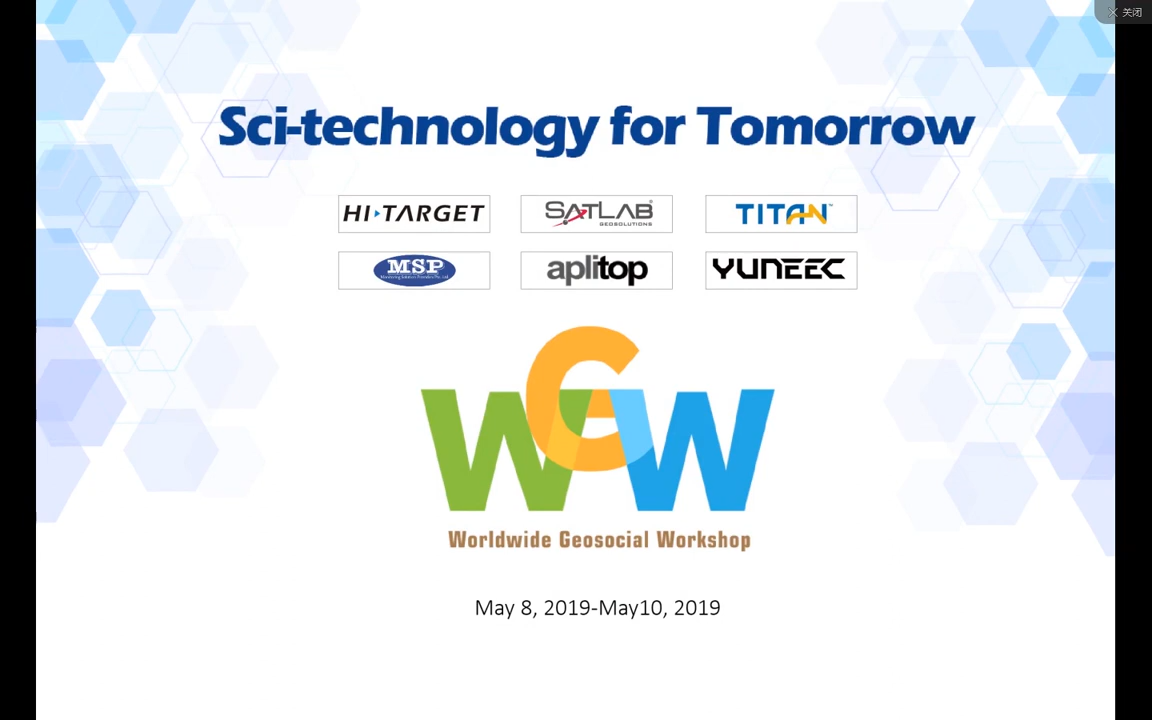 关闭
Sci-technology for Tomorrow
HI TARGET
SATLAB
GEOSOLUTIONS
TITAN™
MSP
aplitop
YUNEEC
WGW
Worldwide Geosocial Workshop
May 8, 2019-May10, 2019